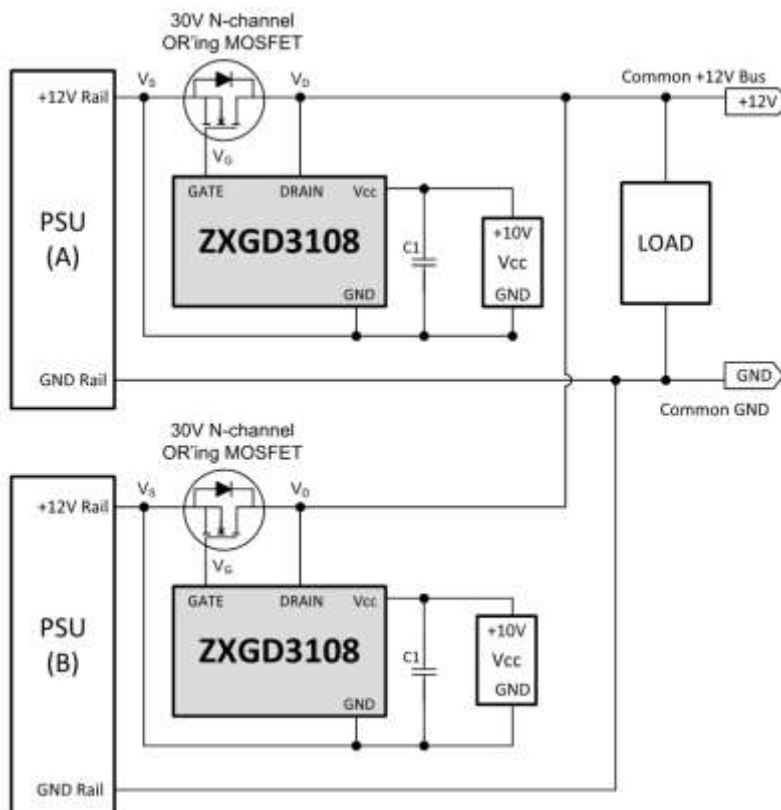 30V N-channel
OR'ing MOSFET
Vs
VD
Common +12V Bus
+12V Rail
+12V
VG
GATE
DRAIN
Vcc
PSU
(A)
ZXGD3108
C1
+10V
Vcc
GND
LOAD
GND
GND Rail
GND
Common GND
30V N-channel
OR'ing MOSFET
Vs
VD
+12V Rail
VG
GATE
DRAIN
Vcc
PSU
(B)
ZXGD3108
C1
+10V
Vcc
GND
GND
GND Rail